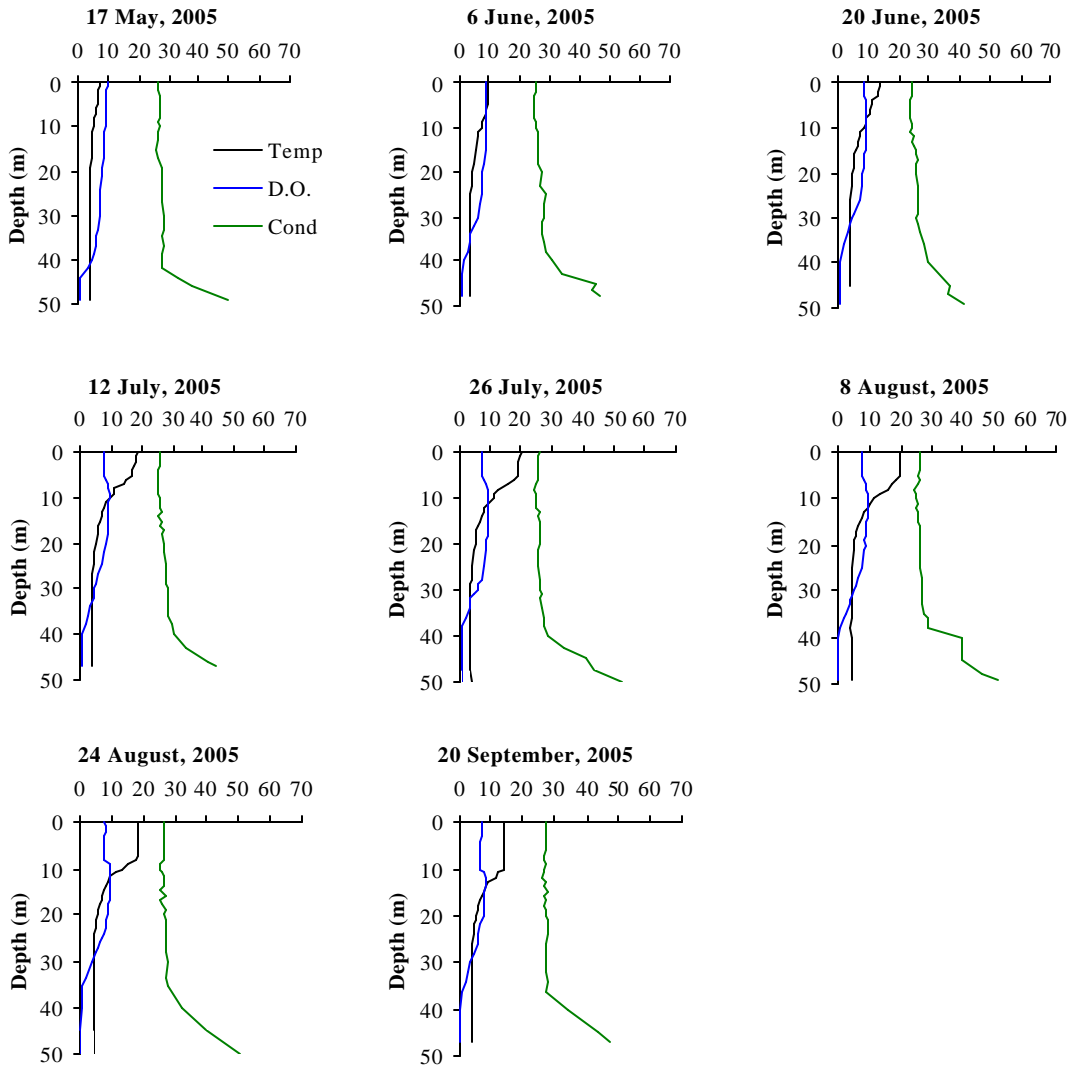 17 May, 2005
0 10 20 30 40 50 60 70
0
10
20
30
40
50
Depth (m)
Temp
D.O.
Cond
6 June, 2005
0 10 20 30 40 50 60 70
0
10
20
30
40
50
Depth (m)
20 June, 2005
0 10 20 30 40 50 60 70
0
10
20
30
40
50
Depth (m)
12 July, 2005
0 10 20 30 40 50 60 70
0
10
20
30
40
50
Depth (m)
26 July, 2005
0 10 20 30 40 50 60 70
0
10
20
30
40
50
Depth (m)
8 August, 2005
0 10 20 30 40 50 60 70
0
10
20
30
40
50
Depth (m)
24 August, 2005
0 10 20 30 40 50 60 70
0
10
20
30
40
50
Depth (m)
20 September, 2005
0 10 20 30 40 50 60 70
0
10
20
30
40
50
Depth (m)